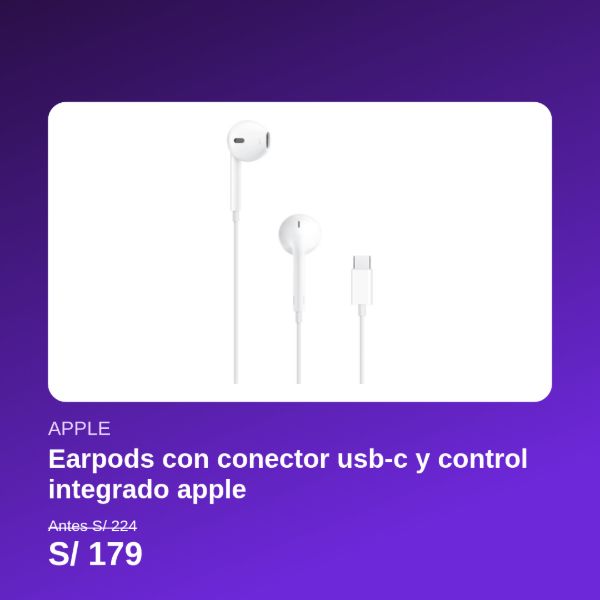 APPLE
Earpods con conector usb-c y control
integrado apple
Antes S/ 224
S/ 179